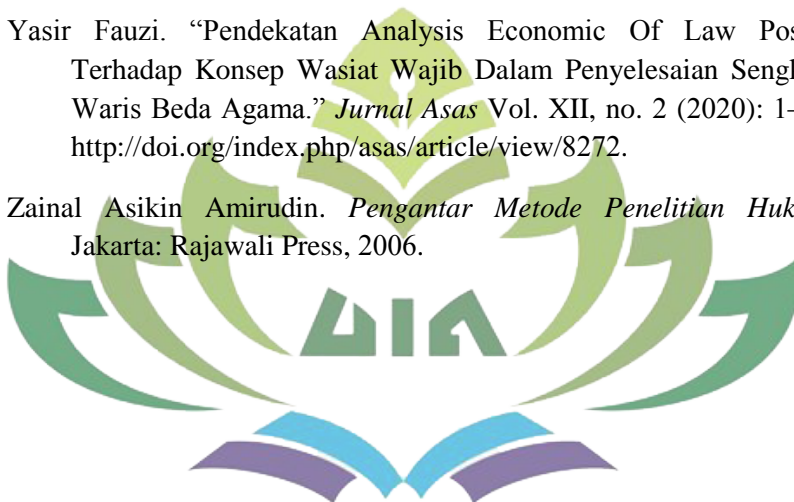 Yasir Fauzi. “Pendekatan Analysis Economic Of Law Pos
Terhadap Konsep Wasiat Wajib Dalam Penyelesaian Sengk
Waris Beda Agama.” Jurnal Asas Vol. XII, no. 2 (2020): 1–
http://doi.org/index.php/asas/article/view/8272.
Zainal Asikin Amirudin. Pengantar Metode Penelitian Huk
Jakarta: Rajawali Press, 2006.
UIN